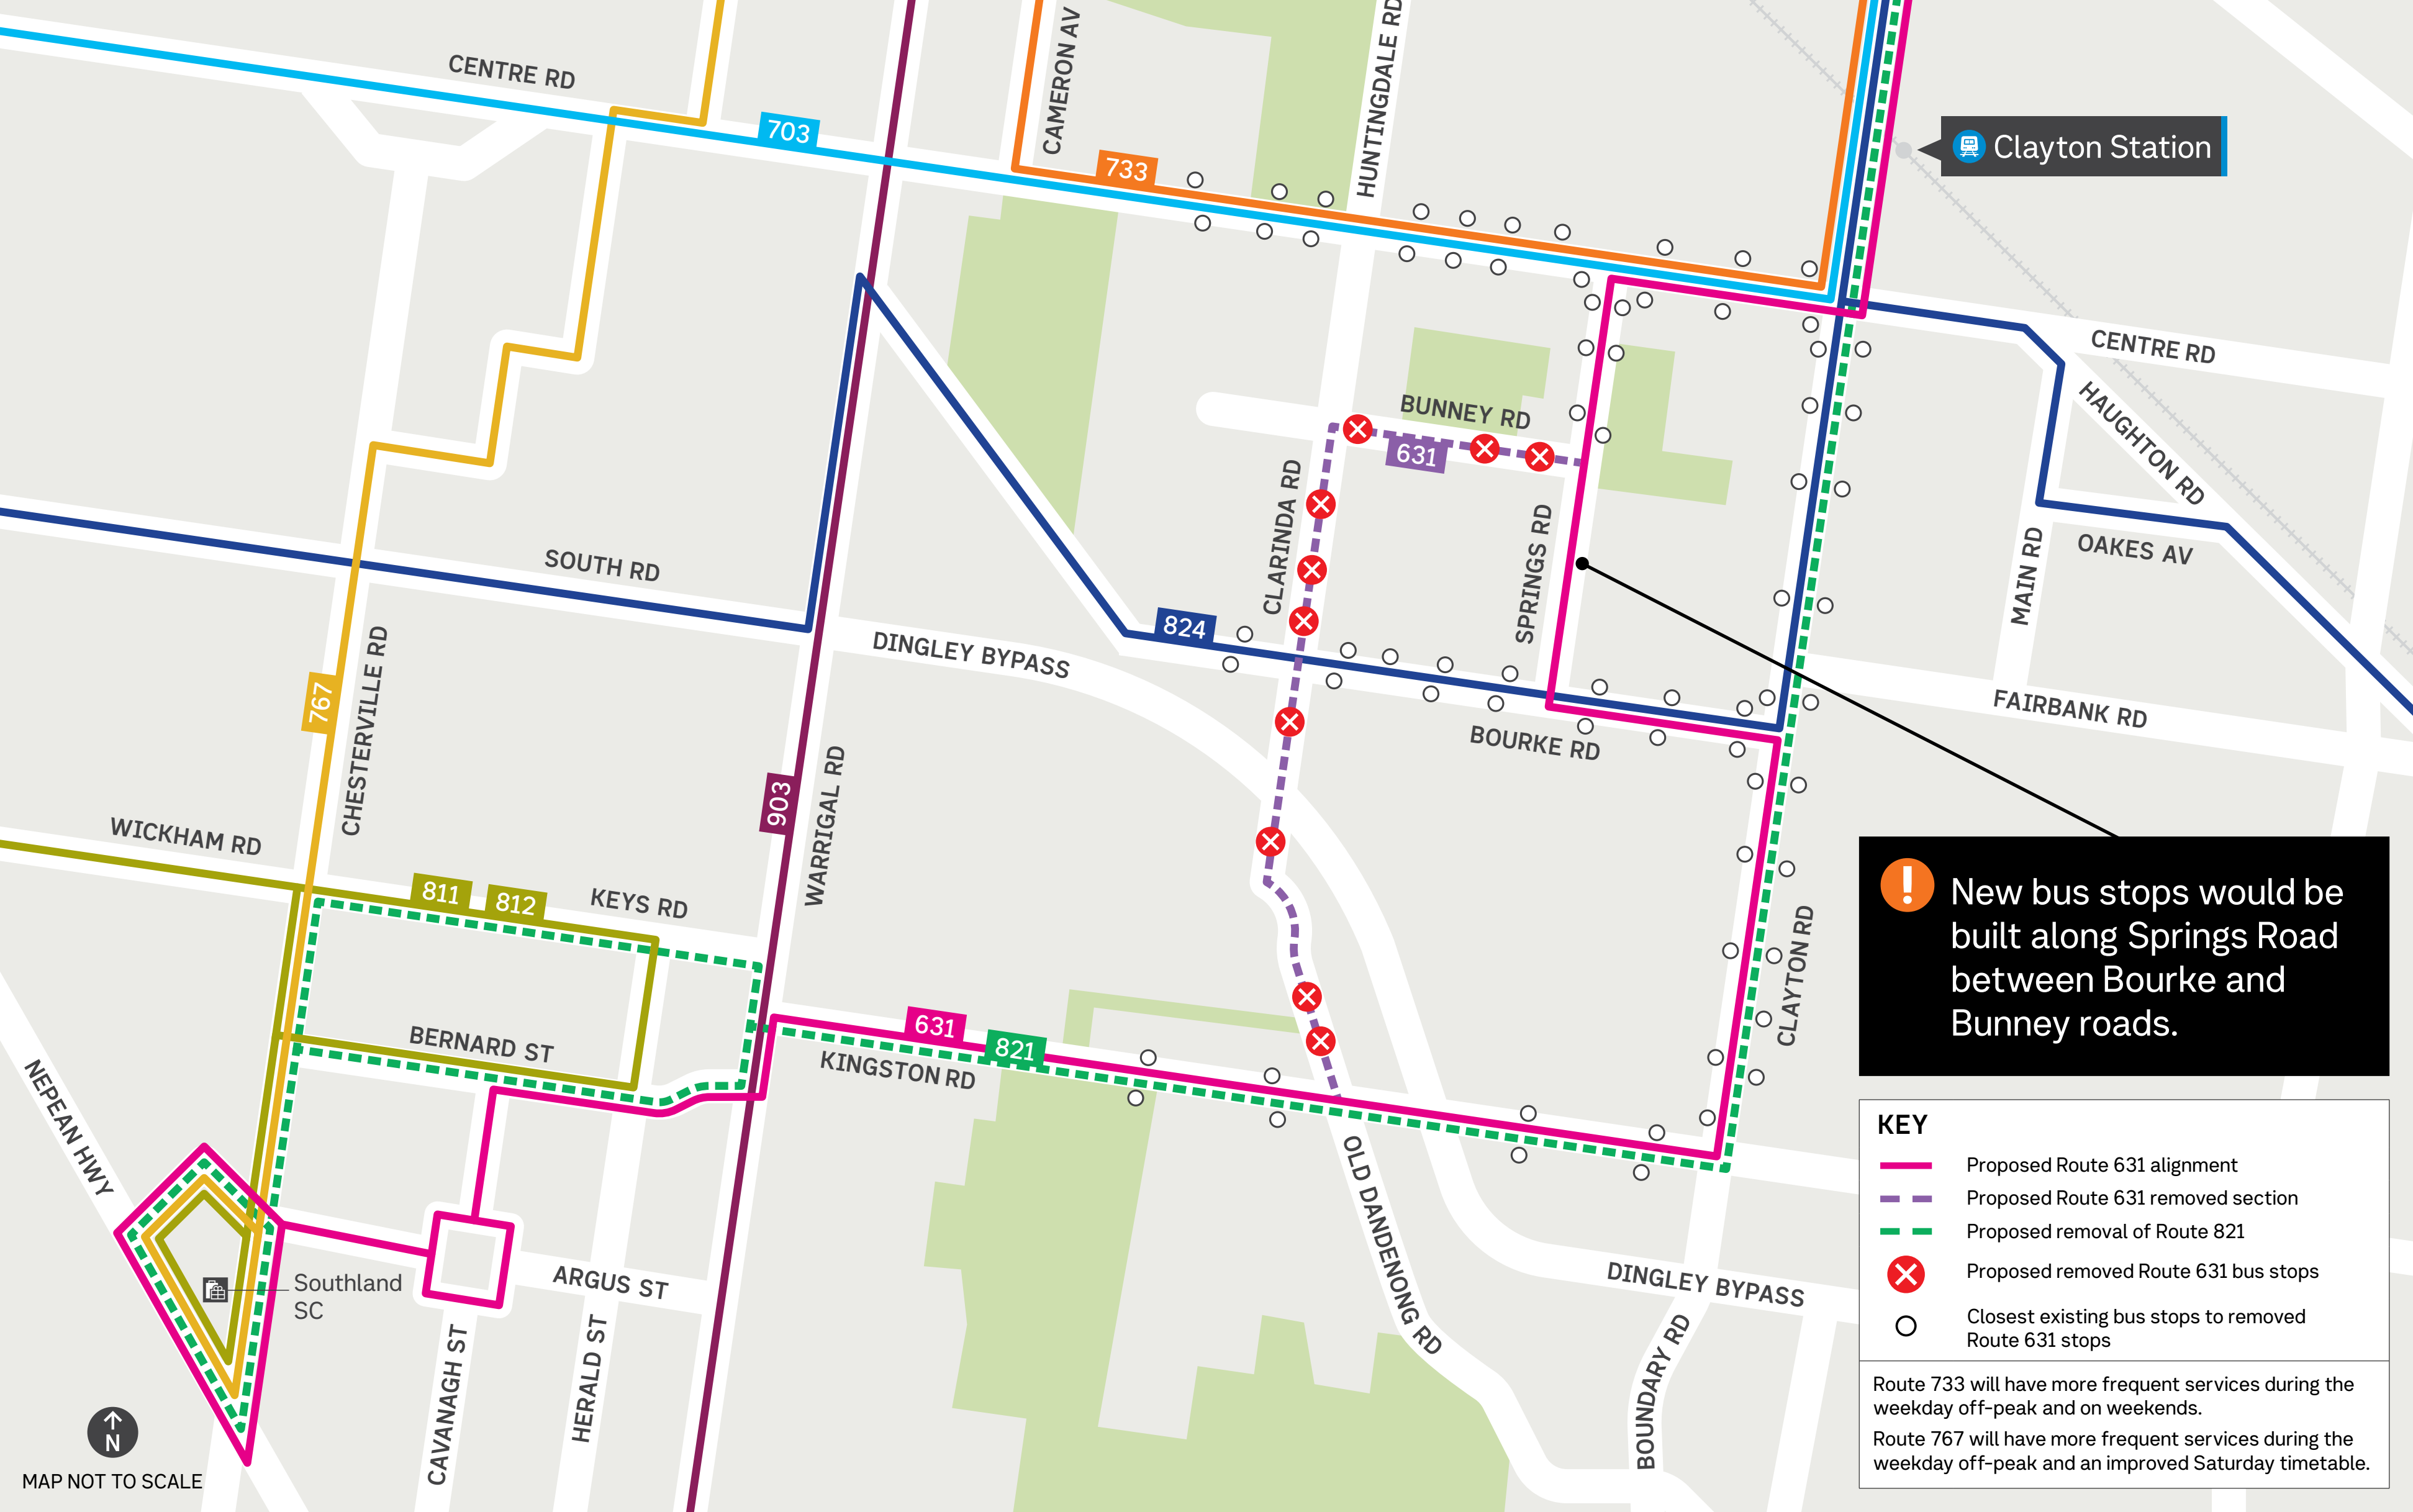 CENTRE RD
703
CAMERON AV
733
HUNTINGDALE RD
Clayton Station
CENTRE RD
HAUGHTON RD
OAKES AV
MAIN RD
BUNNEY RD
631
CLARINDA RD
SPRINGS RD
SOUTH RD
DINGLEY BYPASS
824
BOURKE RD
FAIRBANK RD
767
CHESTERVILLE RD
903
WARRIGAL RD
WICKHAM RD
811
812
KEYS RD
CLAYTON RD
New bus stops would be
built along Springs Road
between Bourke and
Bunney roads.
BERNARD ST
631
821
KINGSTON RD
NEPEAN HWY
OLD DANDENONG RD
DINGLEY BYPASS
BOUNDARY RD
Southland
SC
ARGUS ST
CAVANAGH ST
HERALD ST
N
MAP NOT TO SCALE
KEY
Proposed Route 631 alignment
Proposed Route 631 removed section
Proposed removal of Route 821
Proposed removed Route 631 bus stops
Closest existing bus stops to removed
Route 631 stops
Route 733 will have more frequent services during the
weekday off-peak and on weekends.
Route 767 will have more frequent services during the
weekday off-peak and an improved Saturday timetable.